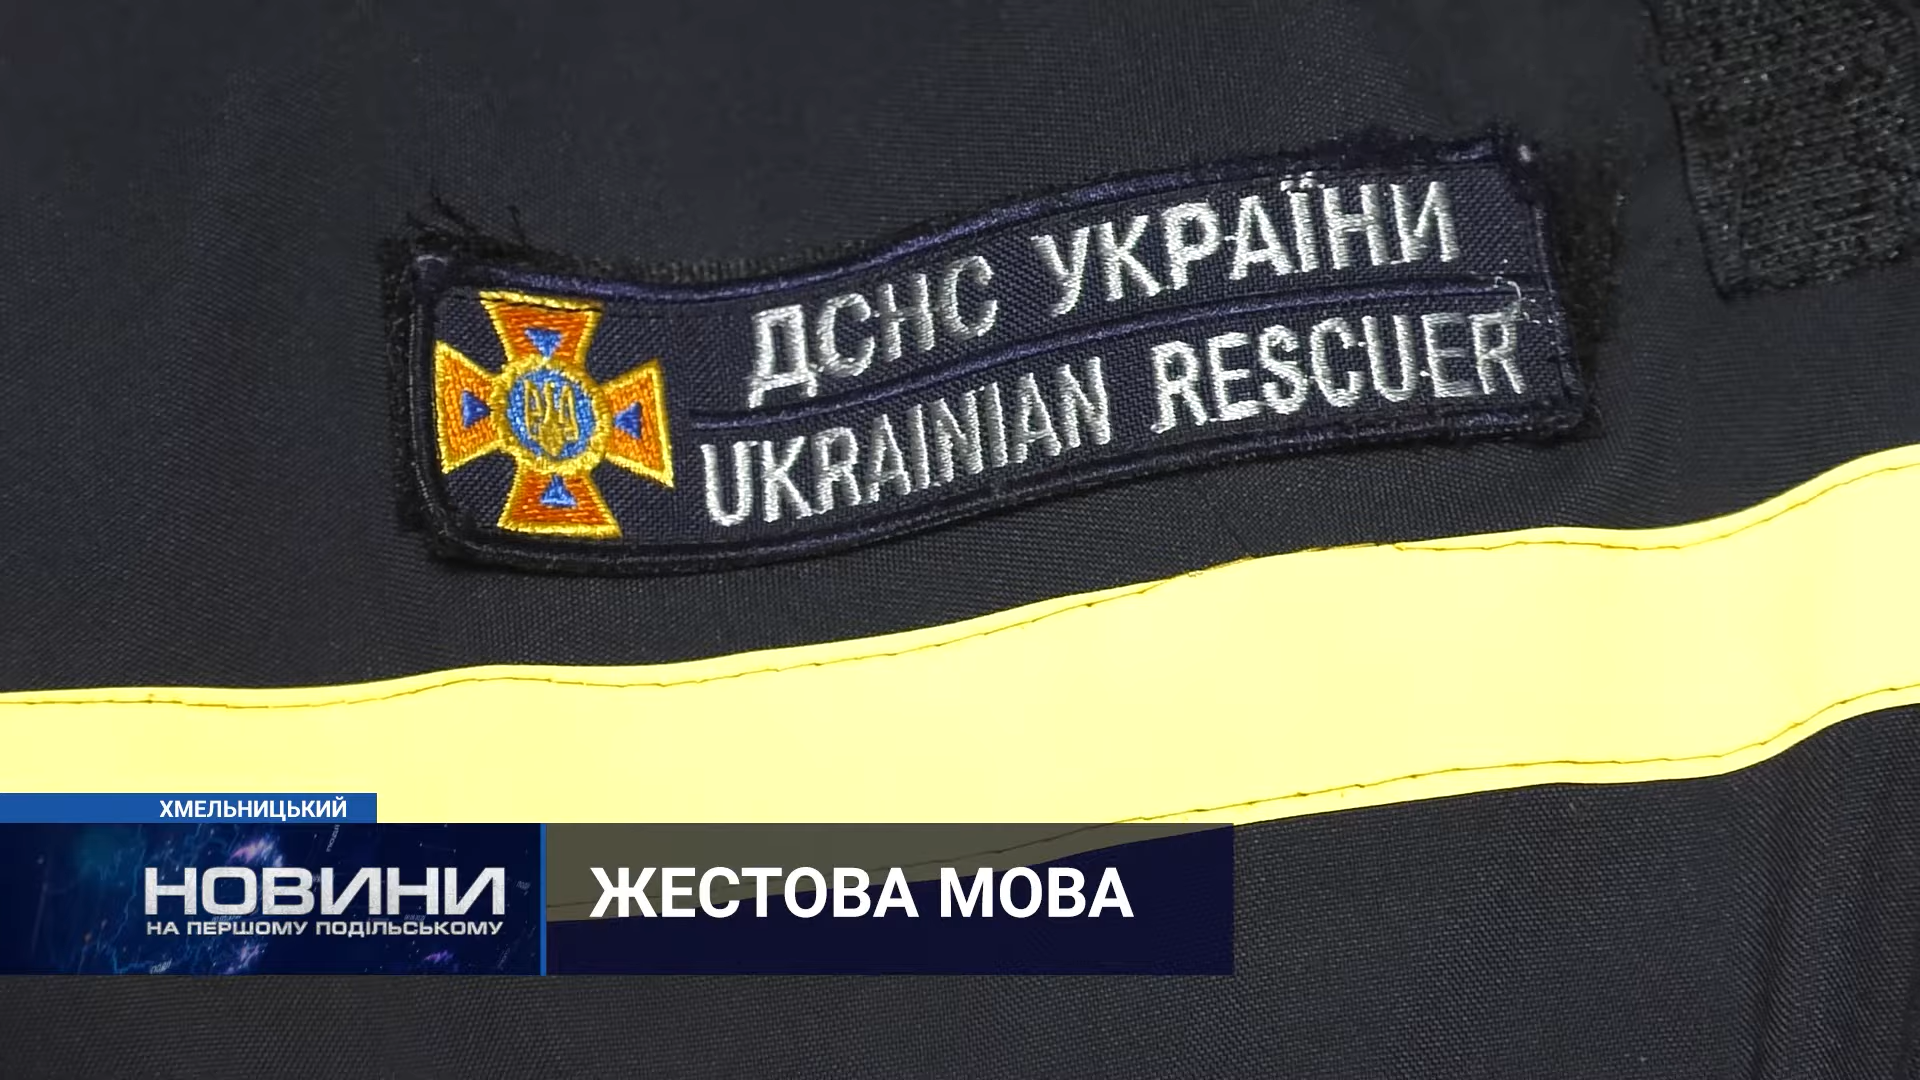 ДСНС УКРАЇНИ
UKRAINIAN RESCUER
ХМЕЛЬНИЦЬКИЙ
НОВИНИ
НА ПЕРШОМУ ПОДІЛЬСЬКОМУ
ЖЕСТОВА МОВА